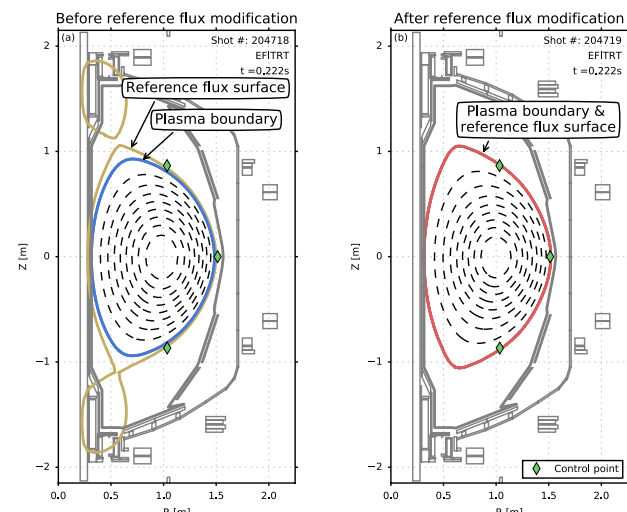 Before reference flux modification
(a)
Shot #: 204718
EFITRT
t =0.222s
Reference flux surface
Plasma boundary
2
1
0
−1
−2
Z [m]
0.0 0.5 1.0 1.5 2.0
R [m]
After reference flux modification
(b)
Shot #: 204719
EFITRT
t =0.222s
Plasma boundary &
reference flux surface
2
1
0
−1
−2
Z [m]
Control point
0.0 0.5 1.0 1.5 2.0
R [m]